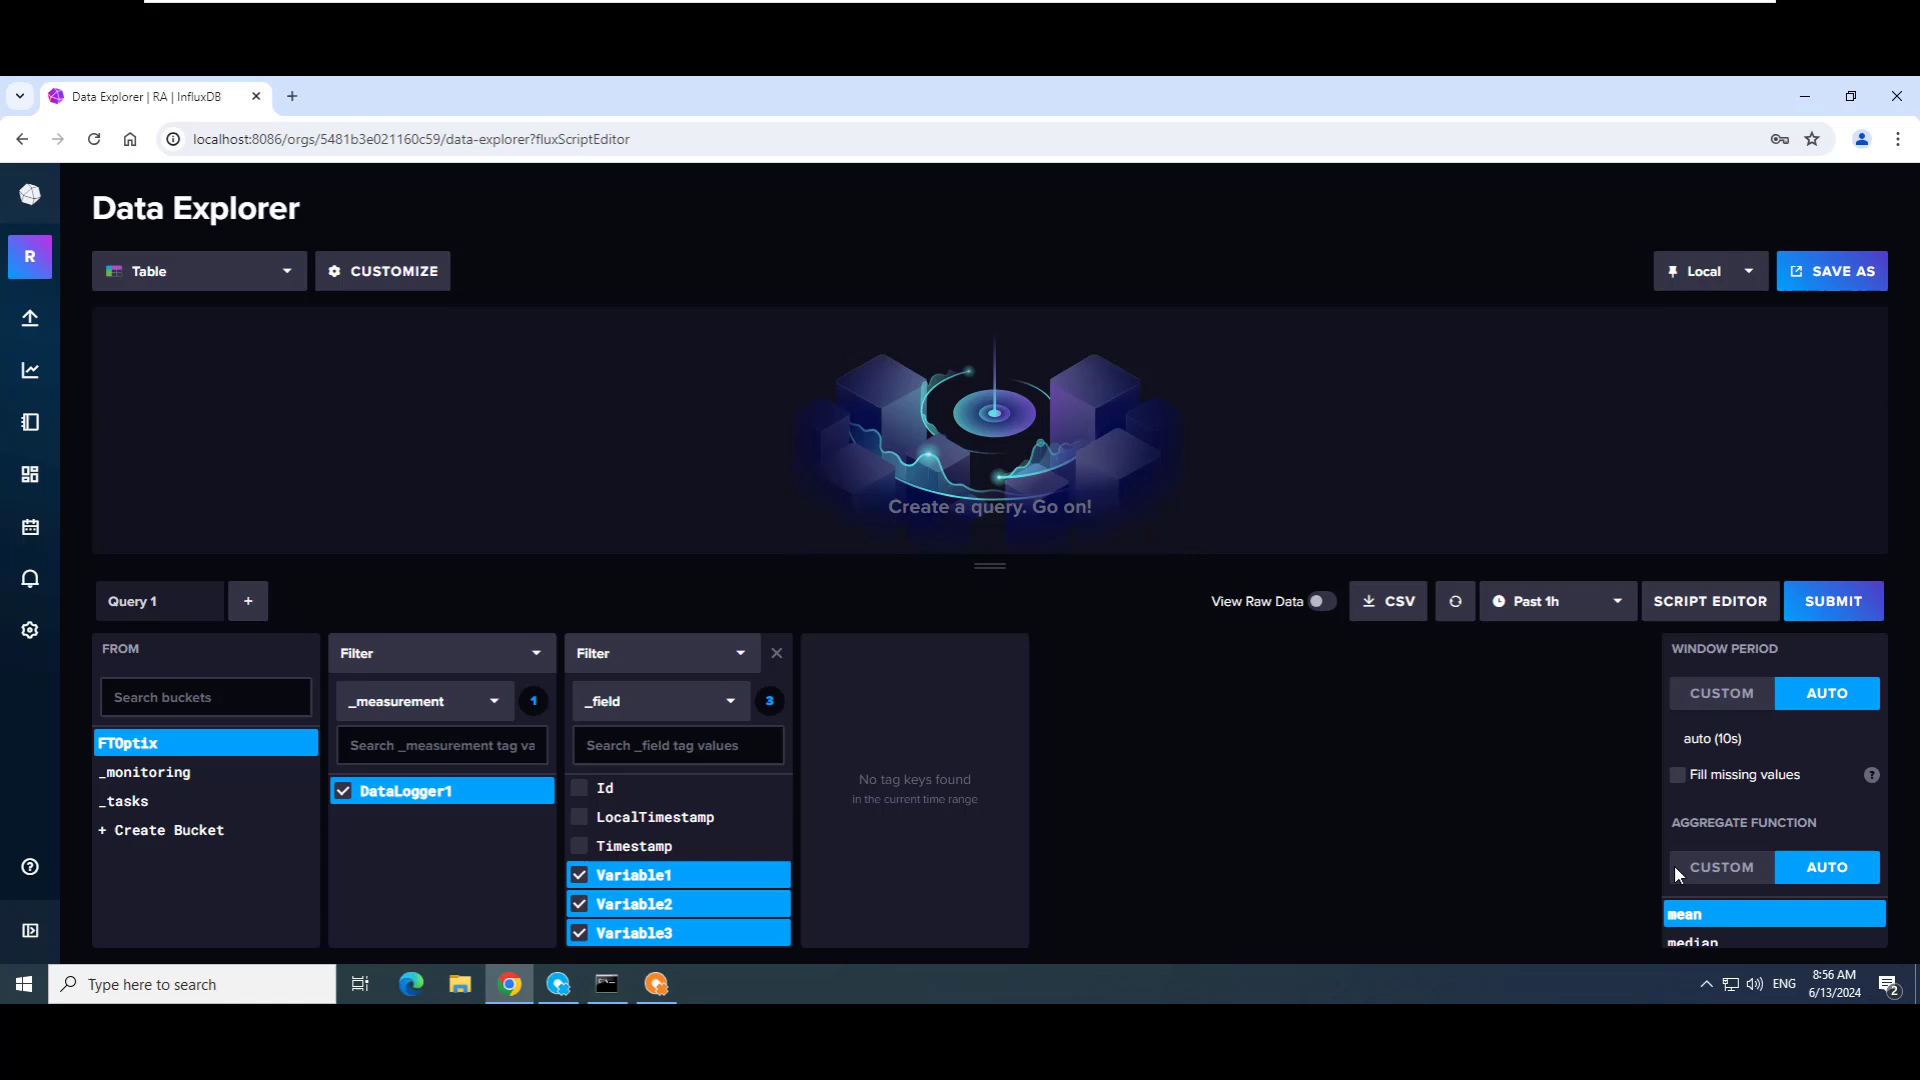 Data Explorer | RA | InfluxDB
localhost:8086/orgs/5481b3e021160c59/data-explorer?fluxScriptEditor
R
Data Explorer
Table
CUSTOMIZE
Local
SAVE AS
Create a query. Go on!
Query 1
+
View Raw Data
CSV
Past 1h
SCRIPT EDITOR
SUBMIT
FROM
Search buckets
FTOptix
_monitoring
_tasks
+ Create Bucket
Filter
_measurement
1
Search _measurement tag va
DataLogger1
Filter
_field
3
Search _field tag values
Id
LocalTimestamp
Timestamp
Variable1
Variable2
Variable3
No tag keys found
in the current time range
WINDOW PERIOD
CUSTOM
AUTO
auto (10s)
Fill missing values
?
AGGREGATE FUNCTION
CUSTOM
AUTO
mean
median
Type here to search
ENG
8:56 AM
6/13/2024
2